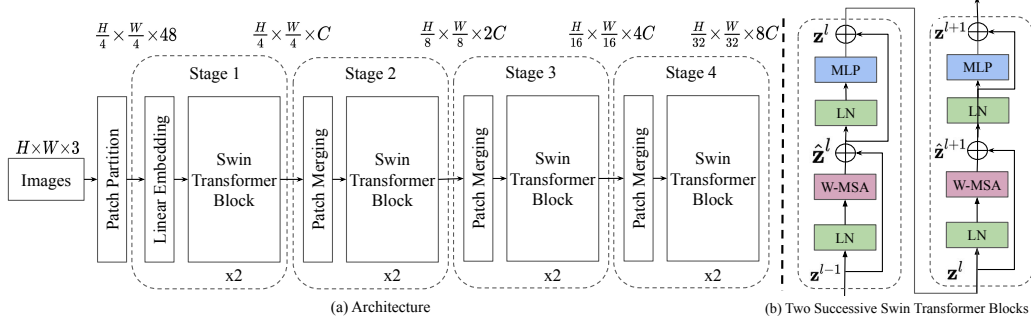 H/4 × W/4 × 48
H/4 × W/4 × C
H/8 × W/8 × 2C
H/16 × W/16 × 4C
H/32 × W/32 × 8C
H×W×3
Images
Patch Partition
Stage 1
Linear Embedding
Swin
Transformer
Block
x2
Stage 2
Patch Merging
Swin
Transformer
Block
x2
Stage 3
Patch Merging
Swin
Transformer
Block
x2
Stage 4
Patch Merging
Swin
Transformer
Block
x2
(a) Architecture
z^l
MLP
LN
ẑ^l
W-MSA
LN
z^{l−1}
z^{l+1}
MLP
LN
ẑ^{l+1}
W-MSA
LN
z^l
(b) Two Successive Swin Transformer Blocks